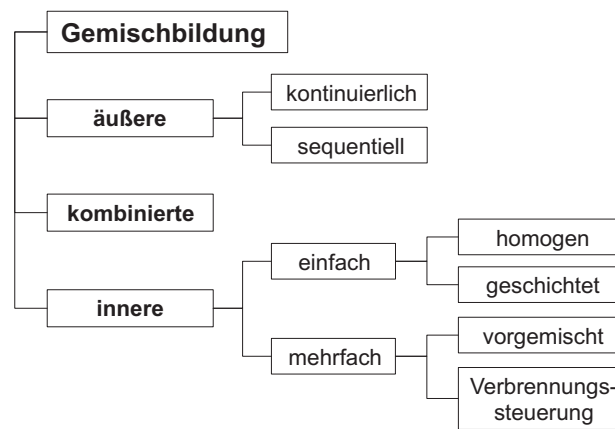 Gemischbildung
äußere
kontinuierlich
sequentiell
kombinierte
innere
einfach
homogen
geschichtet
mehrfach
vorgemischt
Verbrennungs-
steuerung